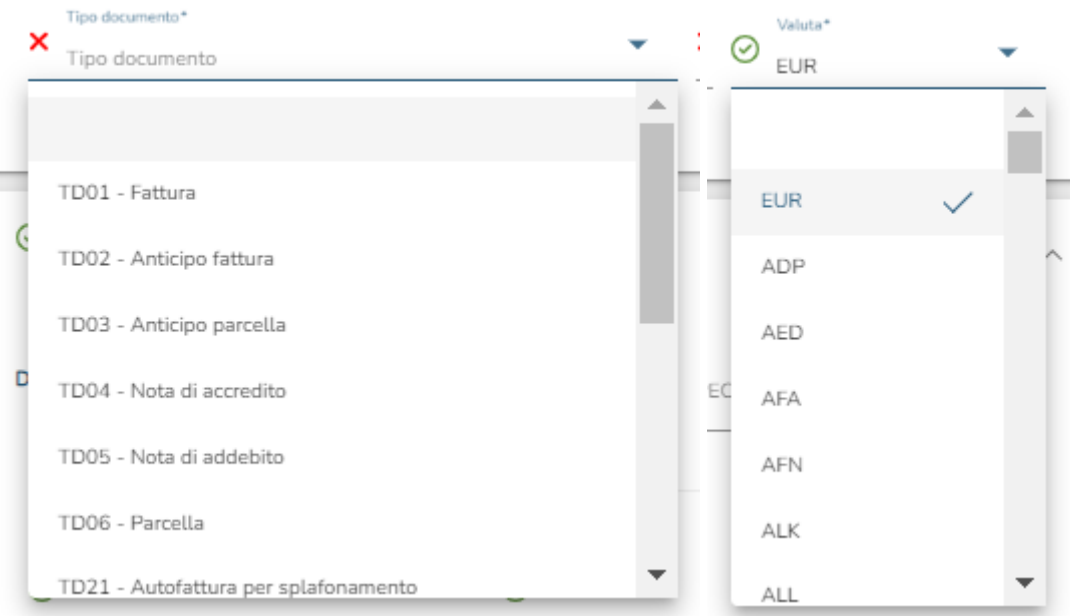 Tipo documento*
Tipo documento
TD01 - Fattura
TD02 - Anticipo fattura
TD03 - Anticipo parcella
TD04 - Nota di accredito
TD05 - Nota di addebito
TD06 - Parcella
TD21 - Autofattura per splafonamento
Valuta*
EUR
EUR
ADP
AED
AFA
AFN
ALK
ALL